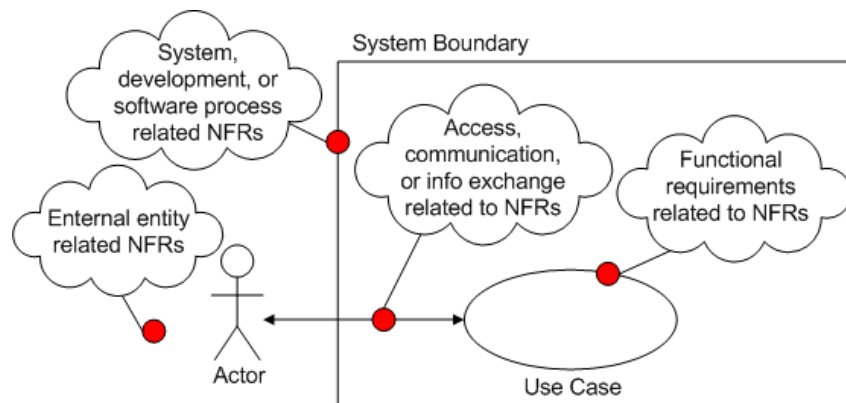 System Boundary
System,
development, or
software process
related NFRs
Access,
communication,
or info exchange
related to NFRs
Functional
requirements
related to NFRs
Enternal entity
related NFRs
Actor
Use Case